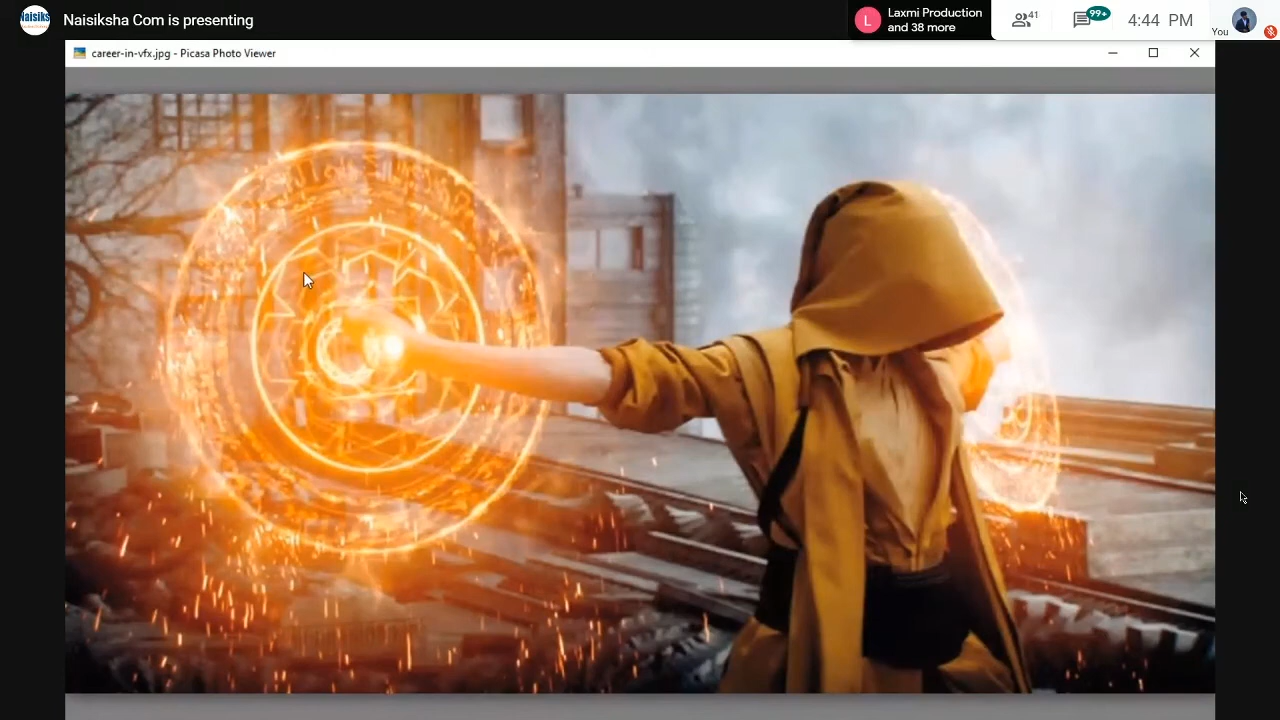 Naisiks
Naisiksha Com is presenting
L
Laxmi Production
and 38 more
41
99+
4:44 PM
You
career-in-vfx.jpg - Picasa Photo Viewer